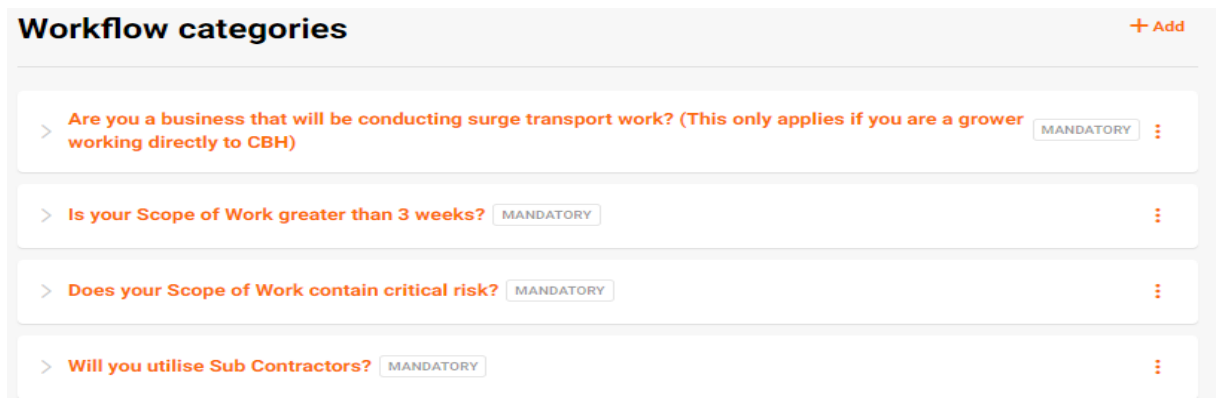 Workflow categories
+ Add
Are you a business that will be conducting surge transport work? (This only applies if you are a grower
working directly to CBH)
MANDATORY
Is your Scope of Work greater than 3 weeks? MANDATORY
Does your Scope of Work contain critical risk? MANDATORY
Will you utilise Sub Contractors? MANDATORY